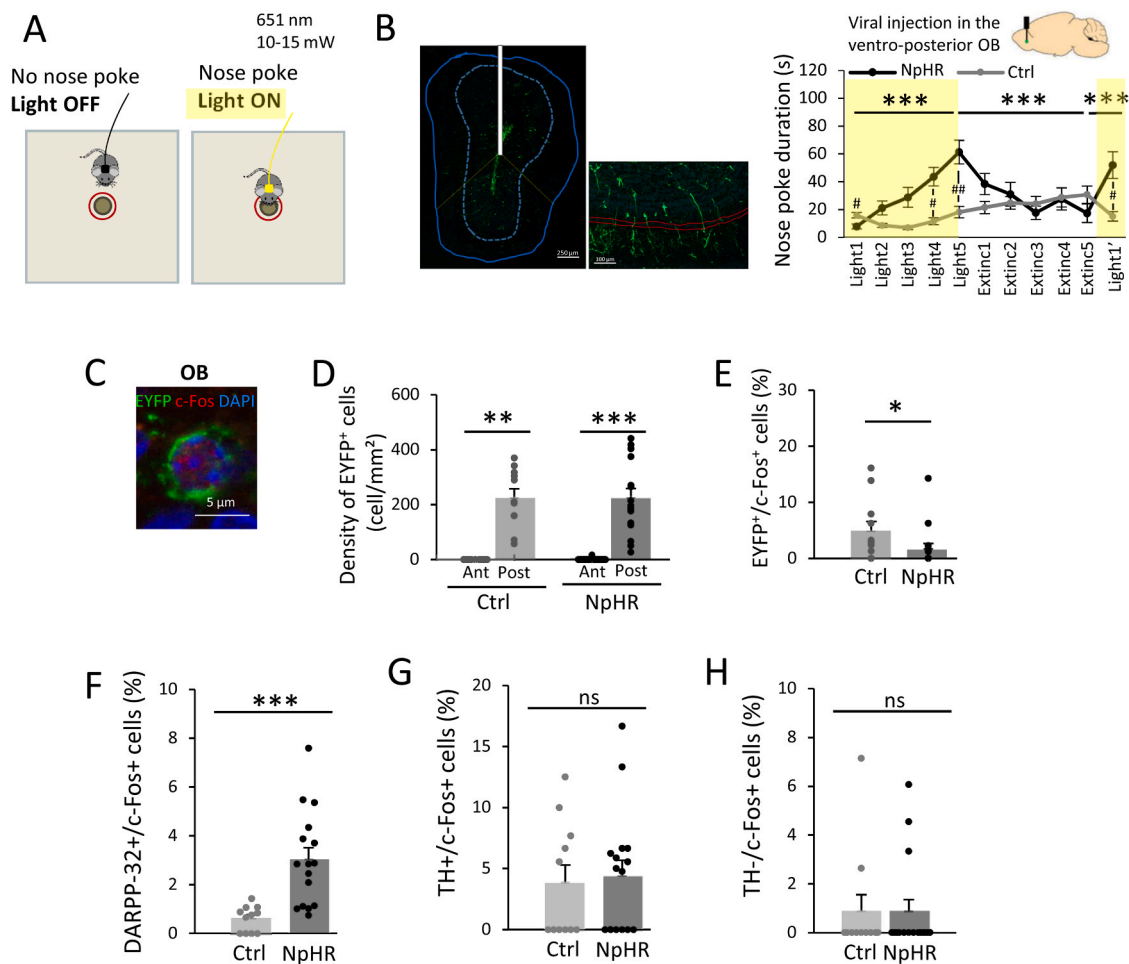 A
651 nm
10-15 mW
No nose poke
Light OFF
Nose poke
Light ON
B
250 µm
100 µm
Viral injection in the
ventro-posterior OB
NpHR
Ctrl
Nose poke duration (s)
120
100
80
60
40
20
0
***
***
***
#
#
##
#
Light1
Light2
Light3
Light4
Light5
Extinc1
Extinc2
Extinc3
Extinc4
Extinc5
Light1'
C
OB
EYFP c-Fos DAPI
5 µm
D
Density of EYFP⁺ cells
(cell/mm²)
600
400
200
0
**
***
Ant
Post
Ant
Post
Ctrl
NpHR
E
EYFP⁺/c-Fos⁺ cells (%)
30
20
10
0
*
Ctrl
NpHR
F
DARPP-32+/c-Fos+ cells (%)
10
8
6
4
2
0
***
Ctrl
NpHR
G
TH+/c-Fos+ cells (%)
20
15
10
5
0
ns
Ctrl
NpHR
H
TH-/c-Fos+ cells (%)
10
8
6
4
2
0
ns
Ctrl
NpHR